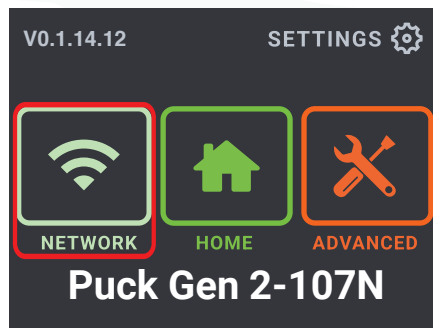 V0.1.14.12 SETTINGS
NETWORK HOME ADVANCED
Puck Gen 2-107N